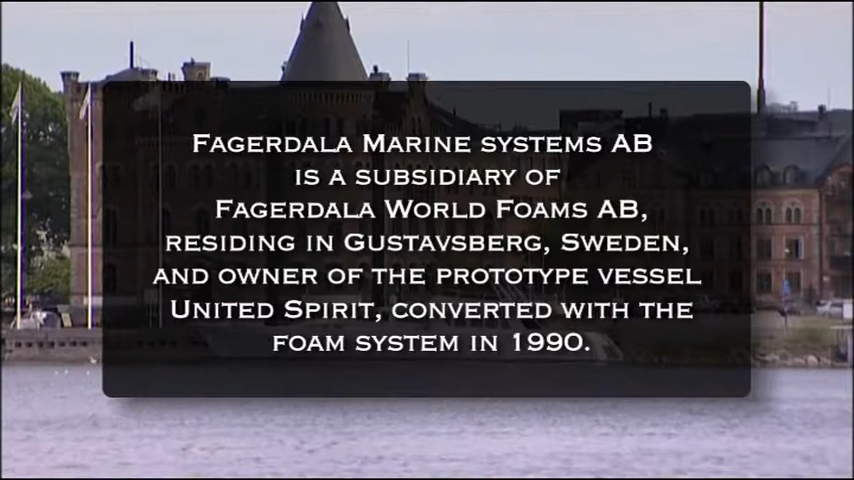 Fagerdala Marine systems AB
is a subsidiary of
Fagerdala World Foams AB,
residing in Gustavsberg, Sweden,
and owner of the prototype vessel
United Spirit, converted with the
foam system in 1990.